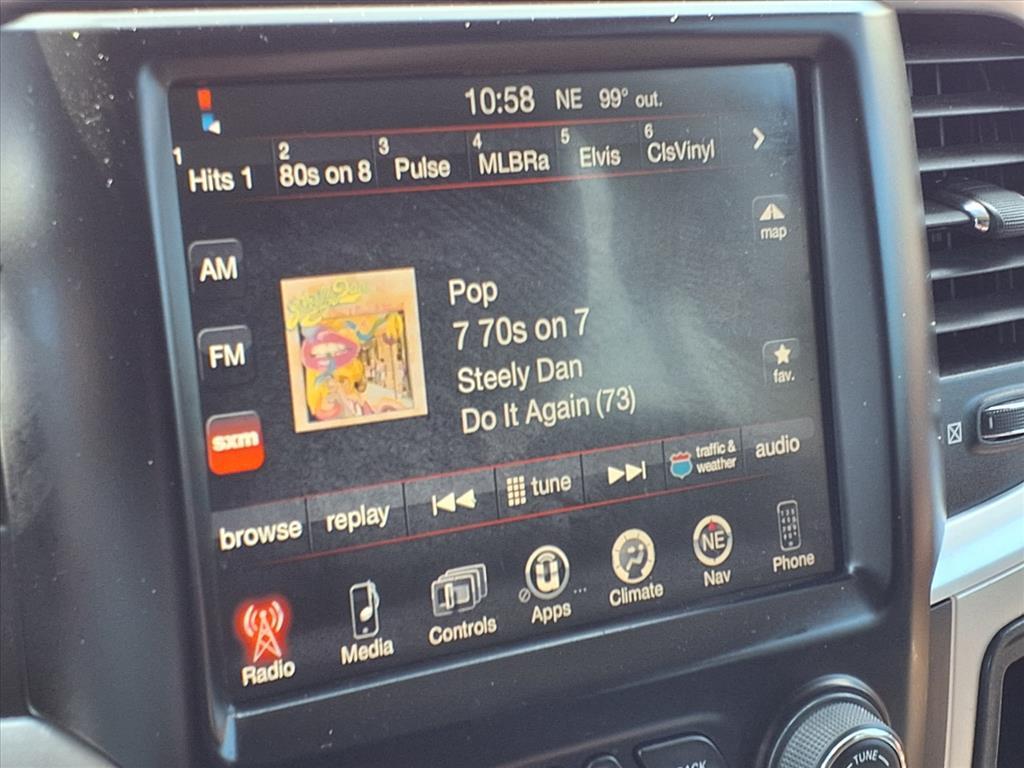 10:58 NE 99° out.
1 Hits 1 2 80s on 8 3 Pulse 4 MLBRa 5 Elvis 6 ClsVinyl
map
AM
Steely Dan
Pop
7 70s on 7
FM
Steely Dan
fav.
Do It Again (73)
sxm
browse replay tune traffic & weather audio
Radio Media Controls Apps Climate NE Nav Phone
TUNE